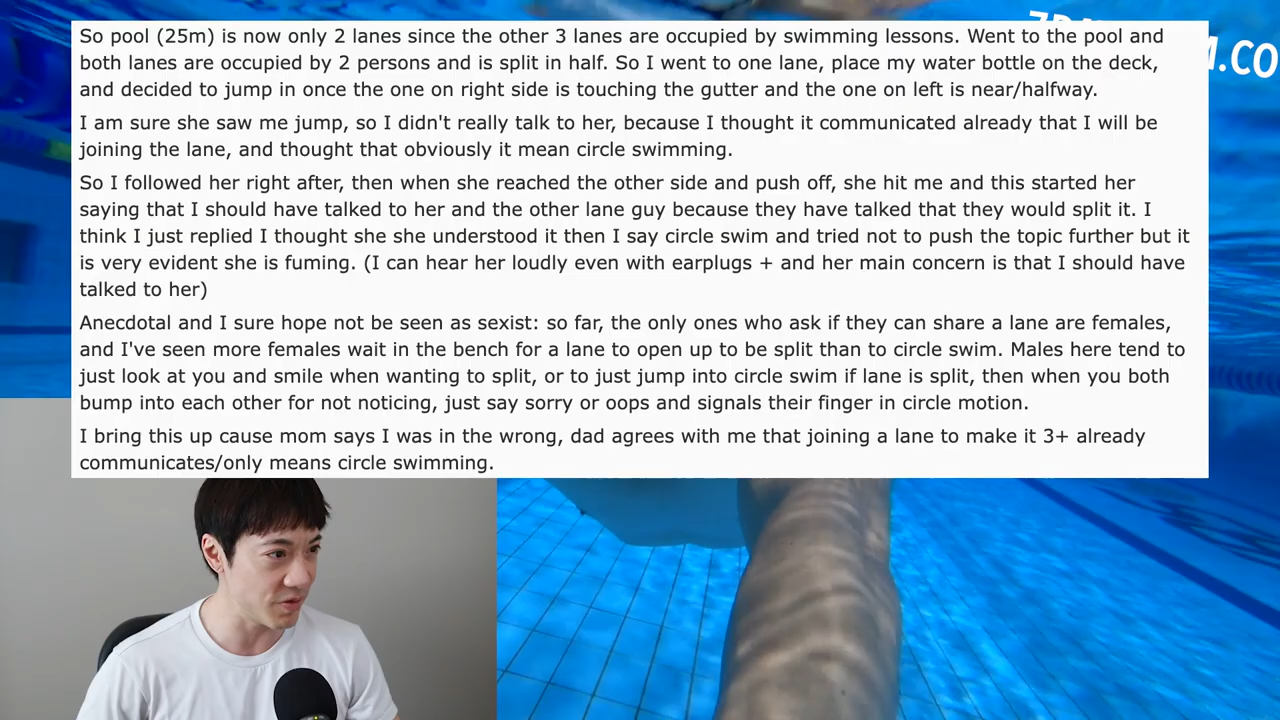 So pool (25m) is now only 2 lanes since the other 3 lanes are occupied by swimming lessons. Went to the pool and
both lanes are occupied by 2 persons and is split in half. So I went to one lane, place my water bottle on the deck,
and decided to jump in once the one on right side is touching the gutter and the one on left is near/halfway.
I am sure she saw me jump, so I didn't really talk to her, because I thought it communicated already that I will be
joining the lane, and thought that obviously it mean circle swimming.
So I followed her right after, then when she reached the other side and push off, she hit me and this started her
saying that I should have talked to her and the other lane guy because they have talked that they would split it. I
think I just replied I thought she she understood it then I say circle swim and tried not to push the topic further but it
is very evident she is fuming. (I can hear her loudly even with earplugs + and her main concern is that I should have
talked to her)
Anecdotal and I sure hope not be seen as sexist: so far, the only ones who ask if they can share a lane are females,
and I've seen more females wait in the bench for a lane to open up to be split than to circle swim. Males here tend to
just look at you and smile when wanting to split, or to just jump into circle swim if lane is split, then when you both
bump into each other for not noticing, just say sorry or oops and signals their finger in circle motion.
I bring this up cause mom says I was in the wrong, dad agrees with me that joining a lane to make it 3+ already
communicates/only means circle swimming.